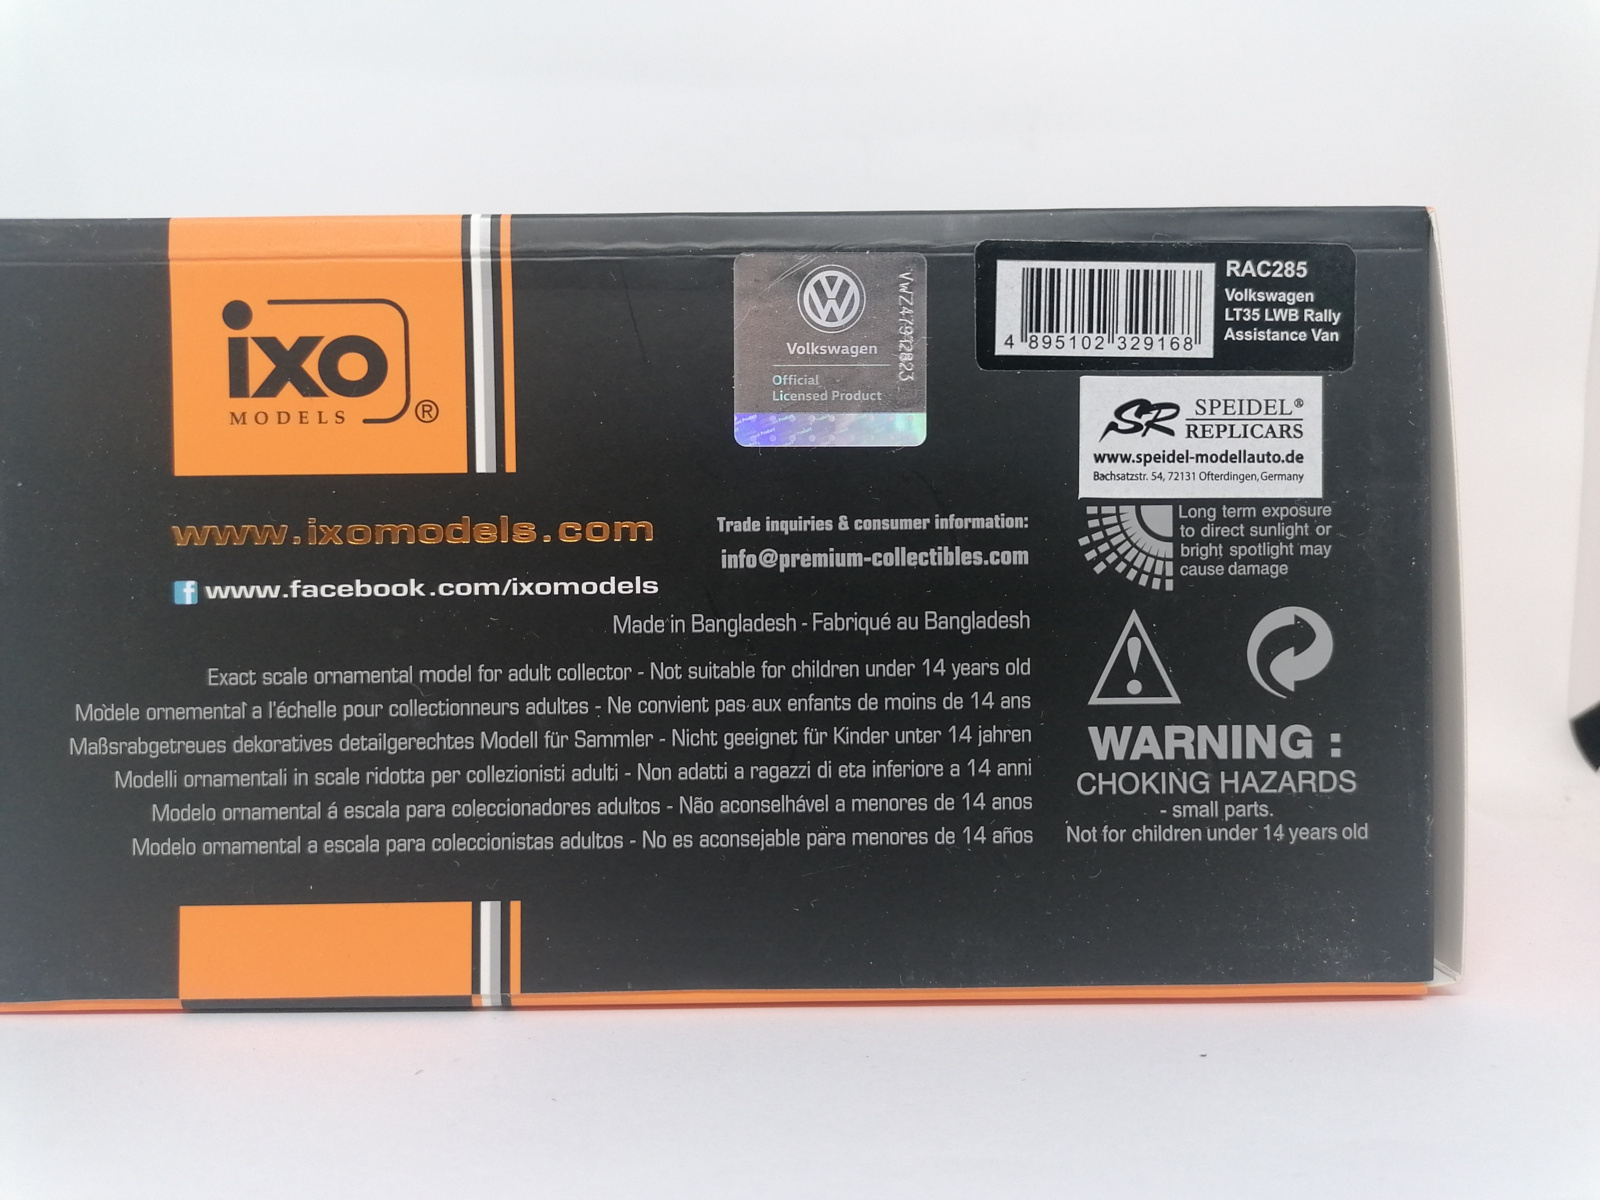 ixo
MODELS ®
www.ixomodels.com
f www.facebook.com/ixomodels
Volkswagen
Official
Licensed Product
Trade inquiries & consumer information:
info@premium-collectibles.com
Made in Bangladesh - Fabriqué au Bangladesh
Exact scale ornamental model for adult collector - Not suitable for children under 14 years old
Modèle ornemental a l'échelle pour collectionneurs adultes - Ne convient pas aux enfants de moins de 14 ans
Maßsrabgetreues dekoratives detailgerechtes Modell für Sammler - Nicht geeignet für Kinder unter 14 jahren
Modelli ornamentali in scale ridotta per collezionisti adulti - Non adatti a ragazzi di eta inferiore a 14 anni
Modelo ornamental á escala para coleccionadores adultos - Não aconselhável a menores de 14 anos
Modelo ornamental a escala para coleccionistas adultos - No es aconsejable para menores de 14 años
4 895102 329168
RAC285
Volkswagen
LT35 LWB Rally
Assistance Van
SR SPEIDEL®
REPLICARS
www.speidel-modellauto.de
Bachsatzstr. 54, 72131 Ofterdingen, Germany
Long term exposure
to direct sunlight or
bright spotlight may
cause damage
WARNING :
CHOKING HAZARDS
- small parts.
Not for children under 14 years old